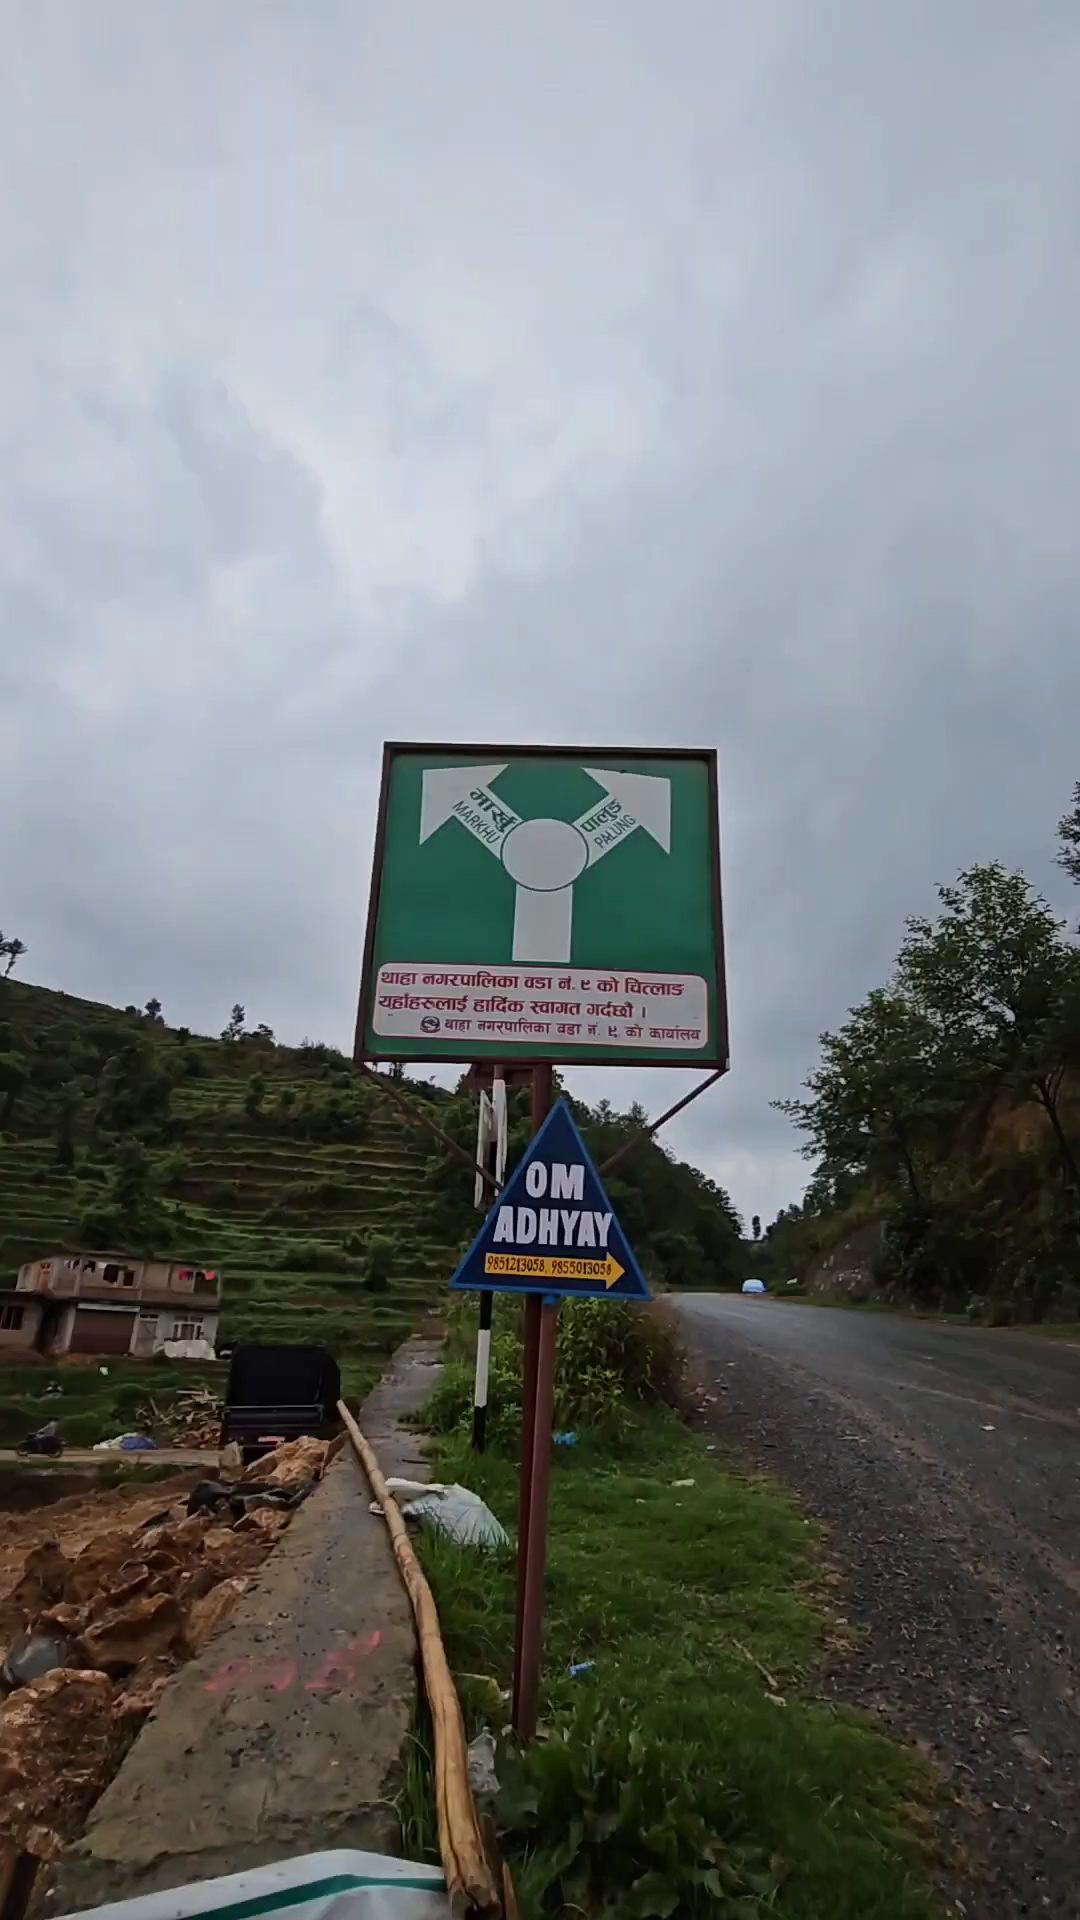 मार्खु
MARKHU
पालुङ
PALUNG
थाहा नगरपालिका वडा नं. ९ को चित्लाङ
यहाँहरुलाई हार्दिक स्वागत गर्दछौं ।
थाहा नगरपालिका वडा नं. ९ को कार्यालय
OM
ADHYAY
9851213058, 9855013058